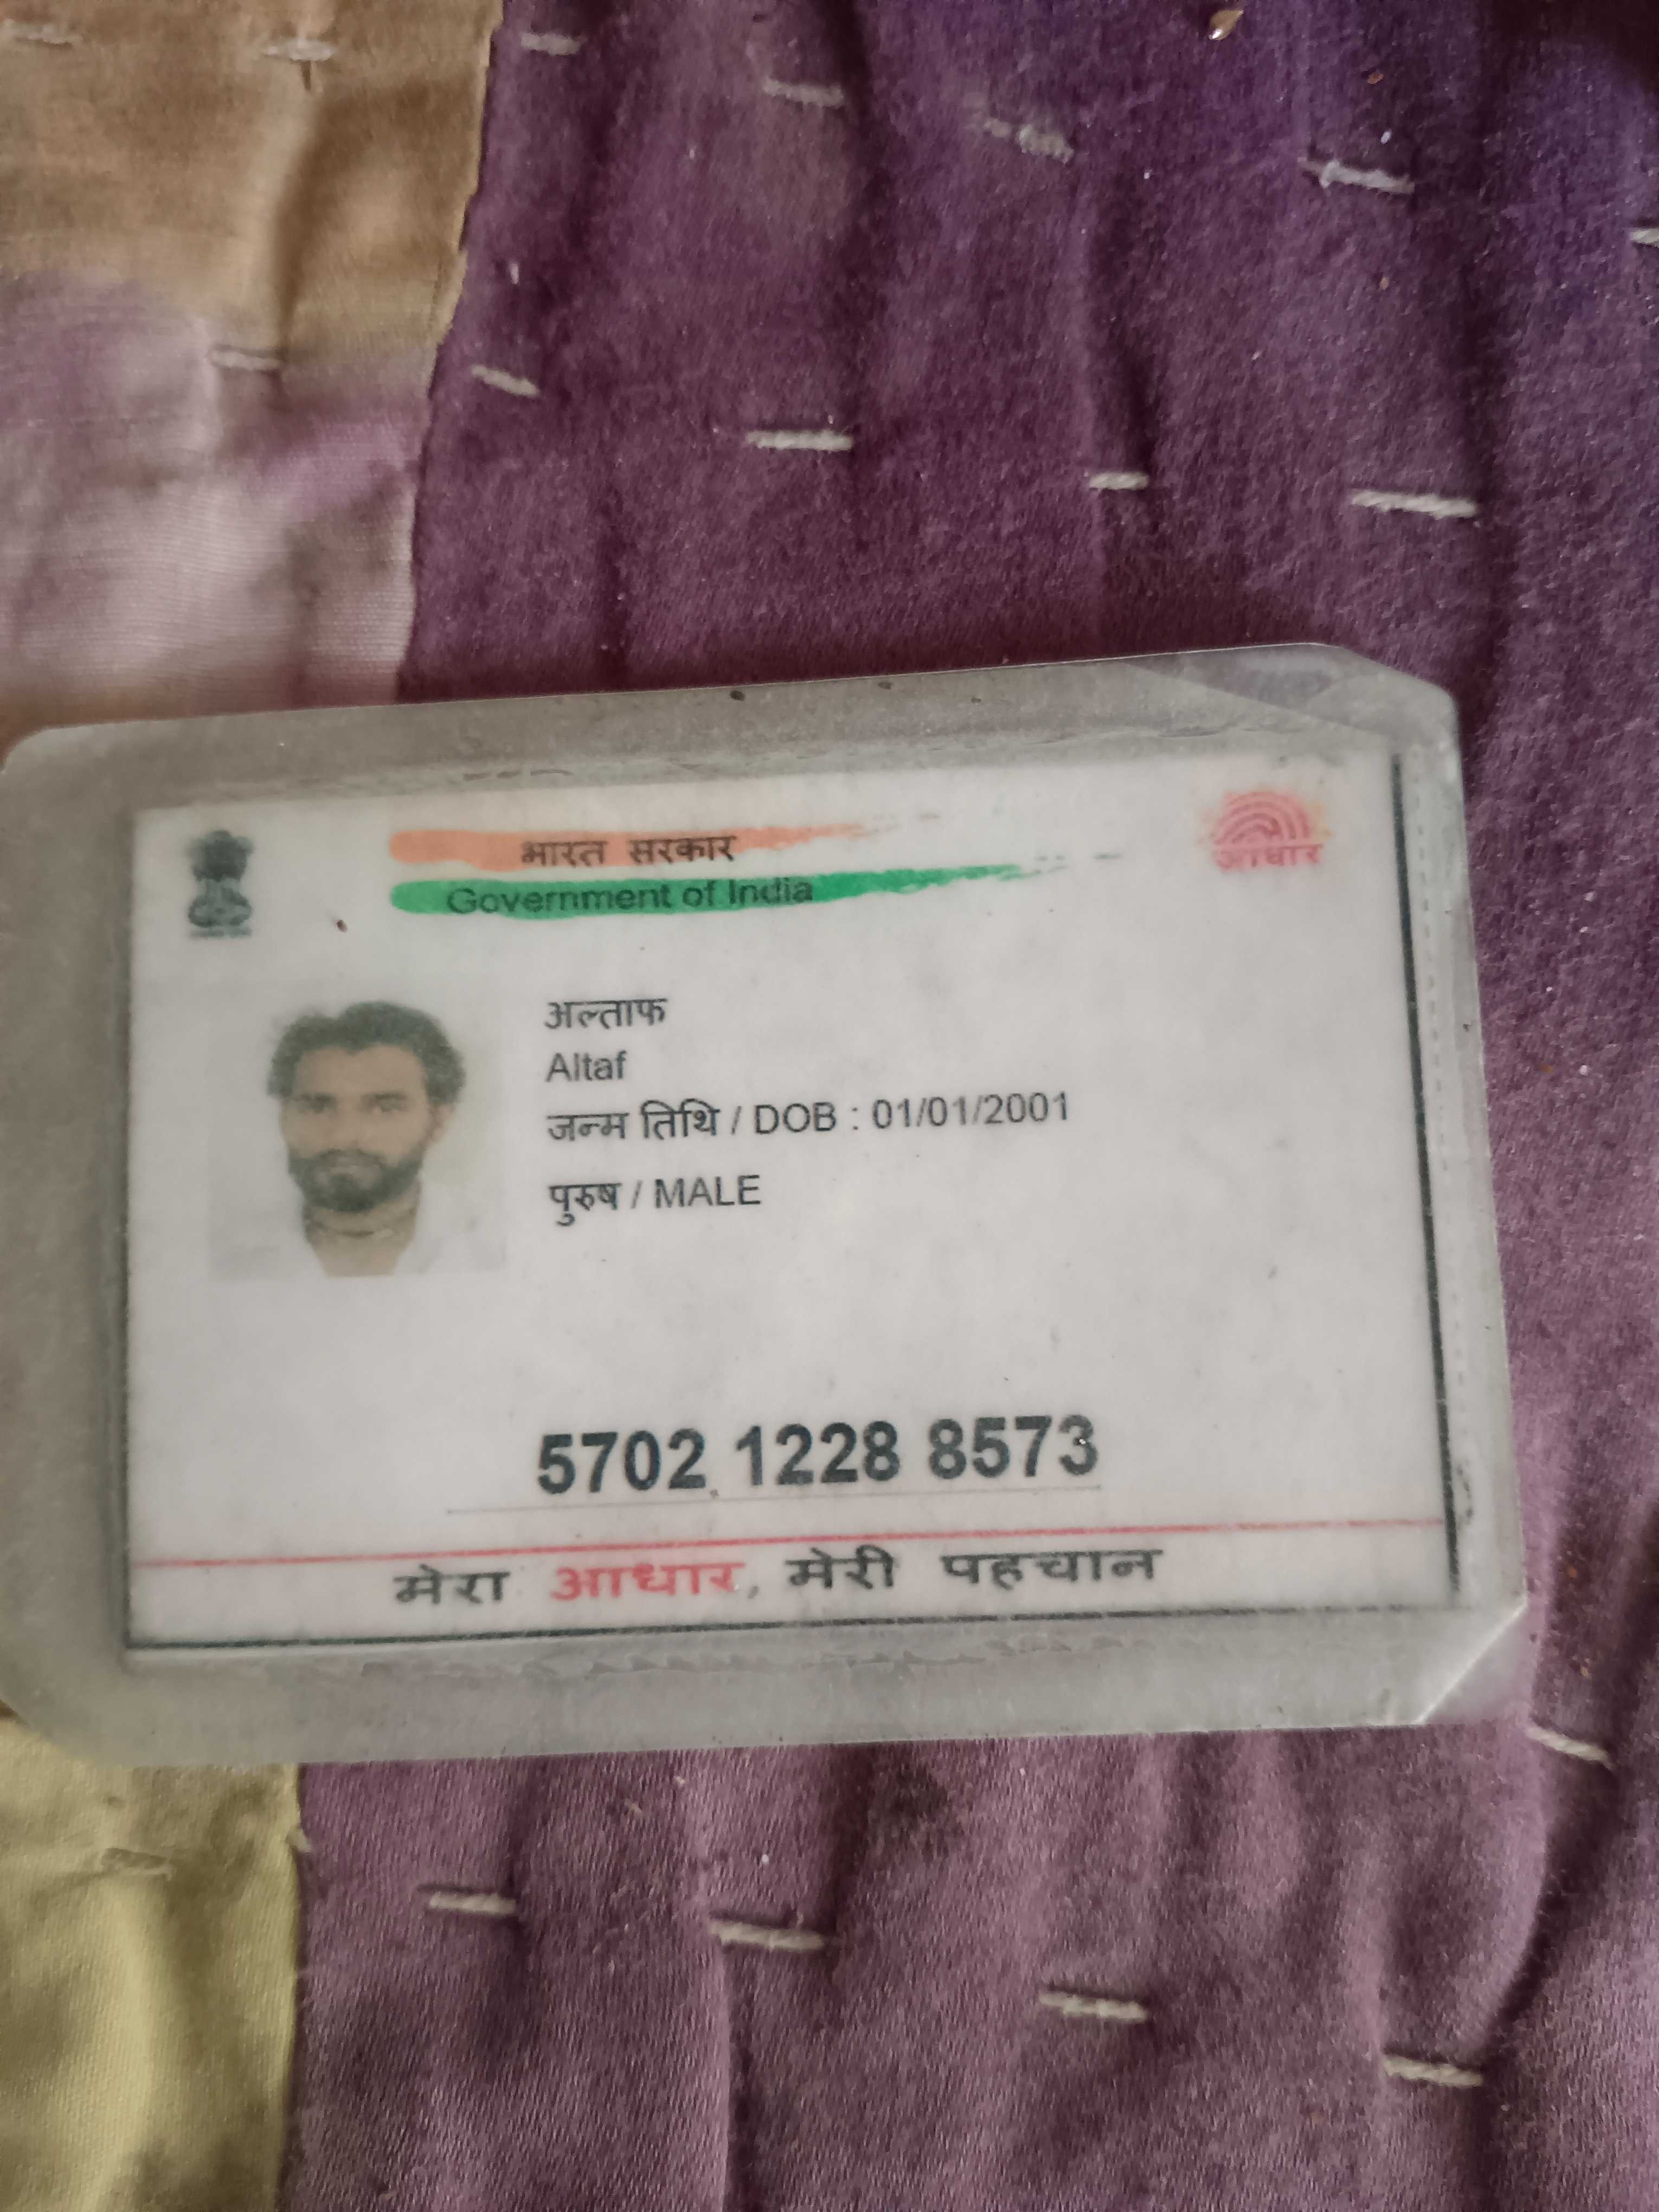 भारत सरकार
Government of India
आधार
अल्ताफ
Altaf
जन्म तिथि / DOB : 01/01/2001
पुरुष / MALE
5702 1228 8573
मेरा आधार, मेरी पहचान